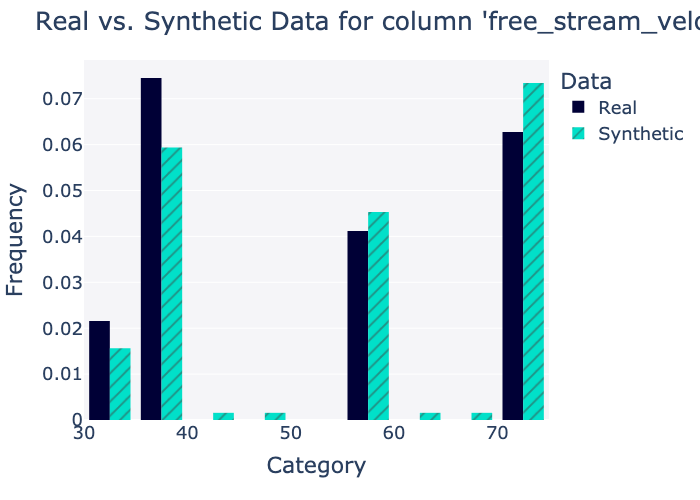 Real vs. Synthetic Data for column 'free_stream_velo
Data
Real
Synthetic
Frequency
0.07
0.06
0.05
0.04
0.03
0.02
0.01
0
30 40 50 60 70
Category